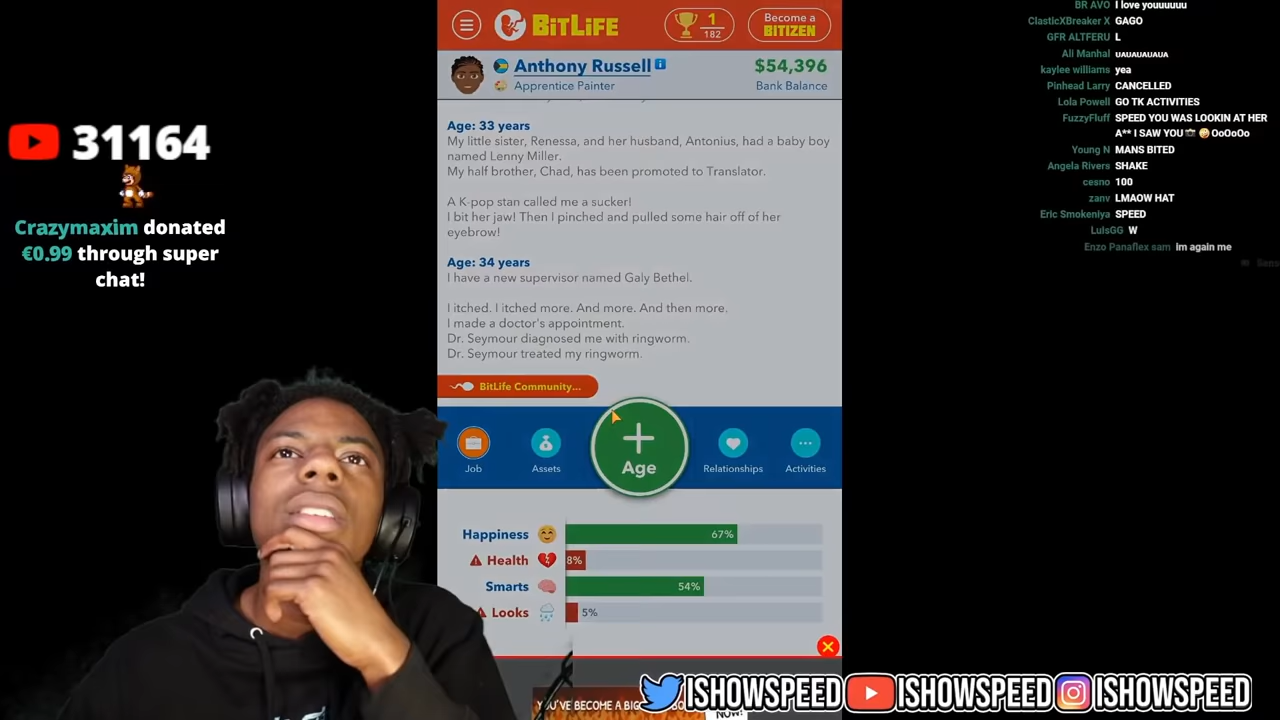 31164
Crazymaxim donated
€0.99 through super
chat!
BitLife
1
182
Become a
BITIZEN
Anthony Russell
Apprentice Painter
$54,396
Bank Balance
Age: 33 years
My little sister, Renessa, and her husband, Antonius, had a baby boy
named Lenny Miller.
My half brother, Chad, has been promoted to Translator.
A K-pop stan called me a sucker!
I bit her jaw! Then I pinched and pulled some hair off of her
eyebrow!
Age: 34 years
I have a new supervisor named Galy Bethel.
I itched. I itched more. And more. And then more.
I made a doctor's appointment.
Dr. Seymour diagnosed me with ringworm.
Dr. Seymour treated my ringworm.
BitLife Community...
Job
Assets
Age
Relationships
Activities
Happiness 67%
Health 8%
Smarts 54%
Looks 5%
YOU'VE BECOME A
NOW!
BR AVO I love youuuuuu
ClasticXBreaker X GAGO
GFR ALTFERU L
Ali Manhal UAUAUAUAUA
kaylee williams yea
Pinhead Larry CANCELLED
Lola Powell GO TK ACTIVITIES
FuzzyFluff SPEED YOU WAS LOOKIN AT HER
A** I SAW YOU OoOoOo
Young N MANS BITED
Angela Rivers SHAKE
cesno 100
zanv LMAOW HAT
Eric Smokeniya SPEED
LuisGG W
Enzo Panaflex sam im again me
ISHOWSPEED ISHOWSPEED ISHOWSPEED